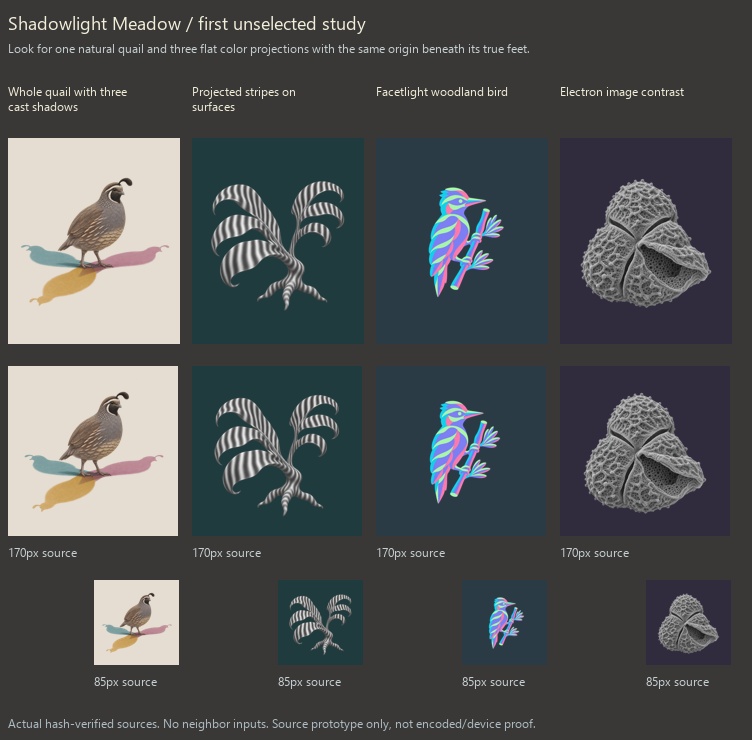 Shadowlight Meadow / first unselected study
Look for one natural quail and three flat color projections with the same origin beneath its true feet.
Whole quail with three
cast shadows
Projected stripes on
surfaces
Facetlight woodland bird
Electron image contrast
170px source
170px source
170px source
170px source
85px source
85px source
85px source
85px source
Actual hash-verified sources. No neighbor inputs. Source prototype only, not encoded/device proof.